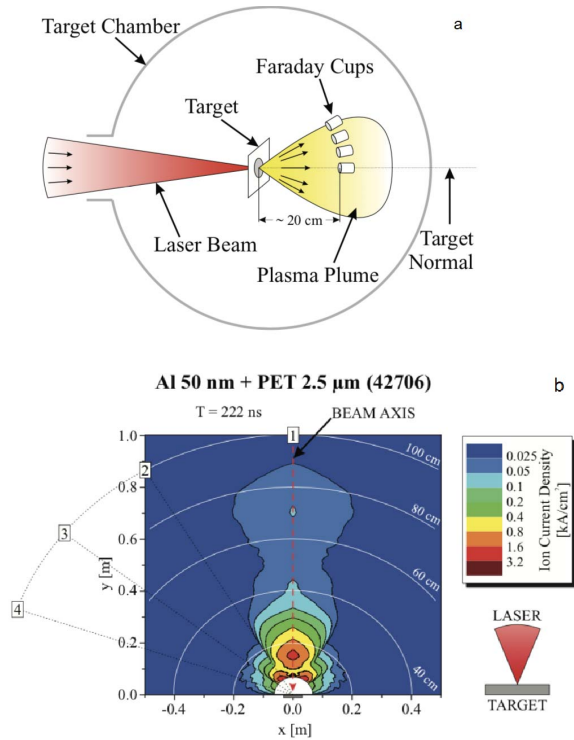 a
Target Chamber
Faraday Cups
Target
~ 20 cm
Laser Beam
Plasma Plume
Target
Normal
Al 50 nm + PET 2.5 µm (42706)
b
T = 222 ns
BEAM AXIS
1
2
3
4
100 cm
80 cm
60 cm
40 cm
1.0
0.8
0.6
0.4
0.2
0.0
y [m]
-0.4
-0.2
0.0
0.2
0.4
x [m]
0.025
0.05
0.1
0.2
0.4
0.8
1.6
3.2
Ion Current Density
[kA/cm²]
LASER
TARGET